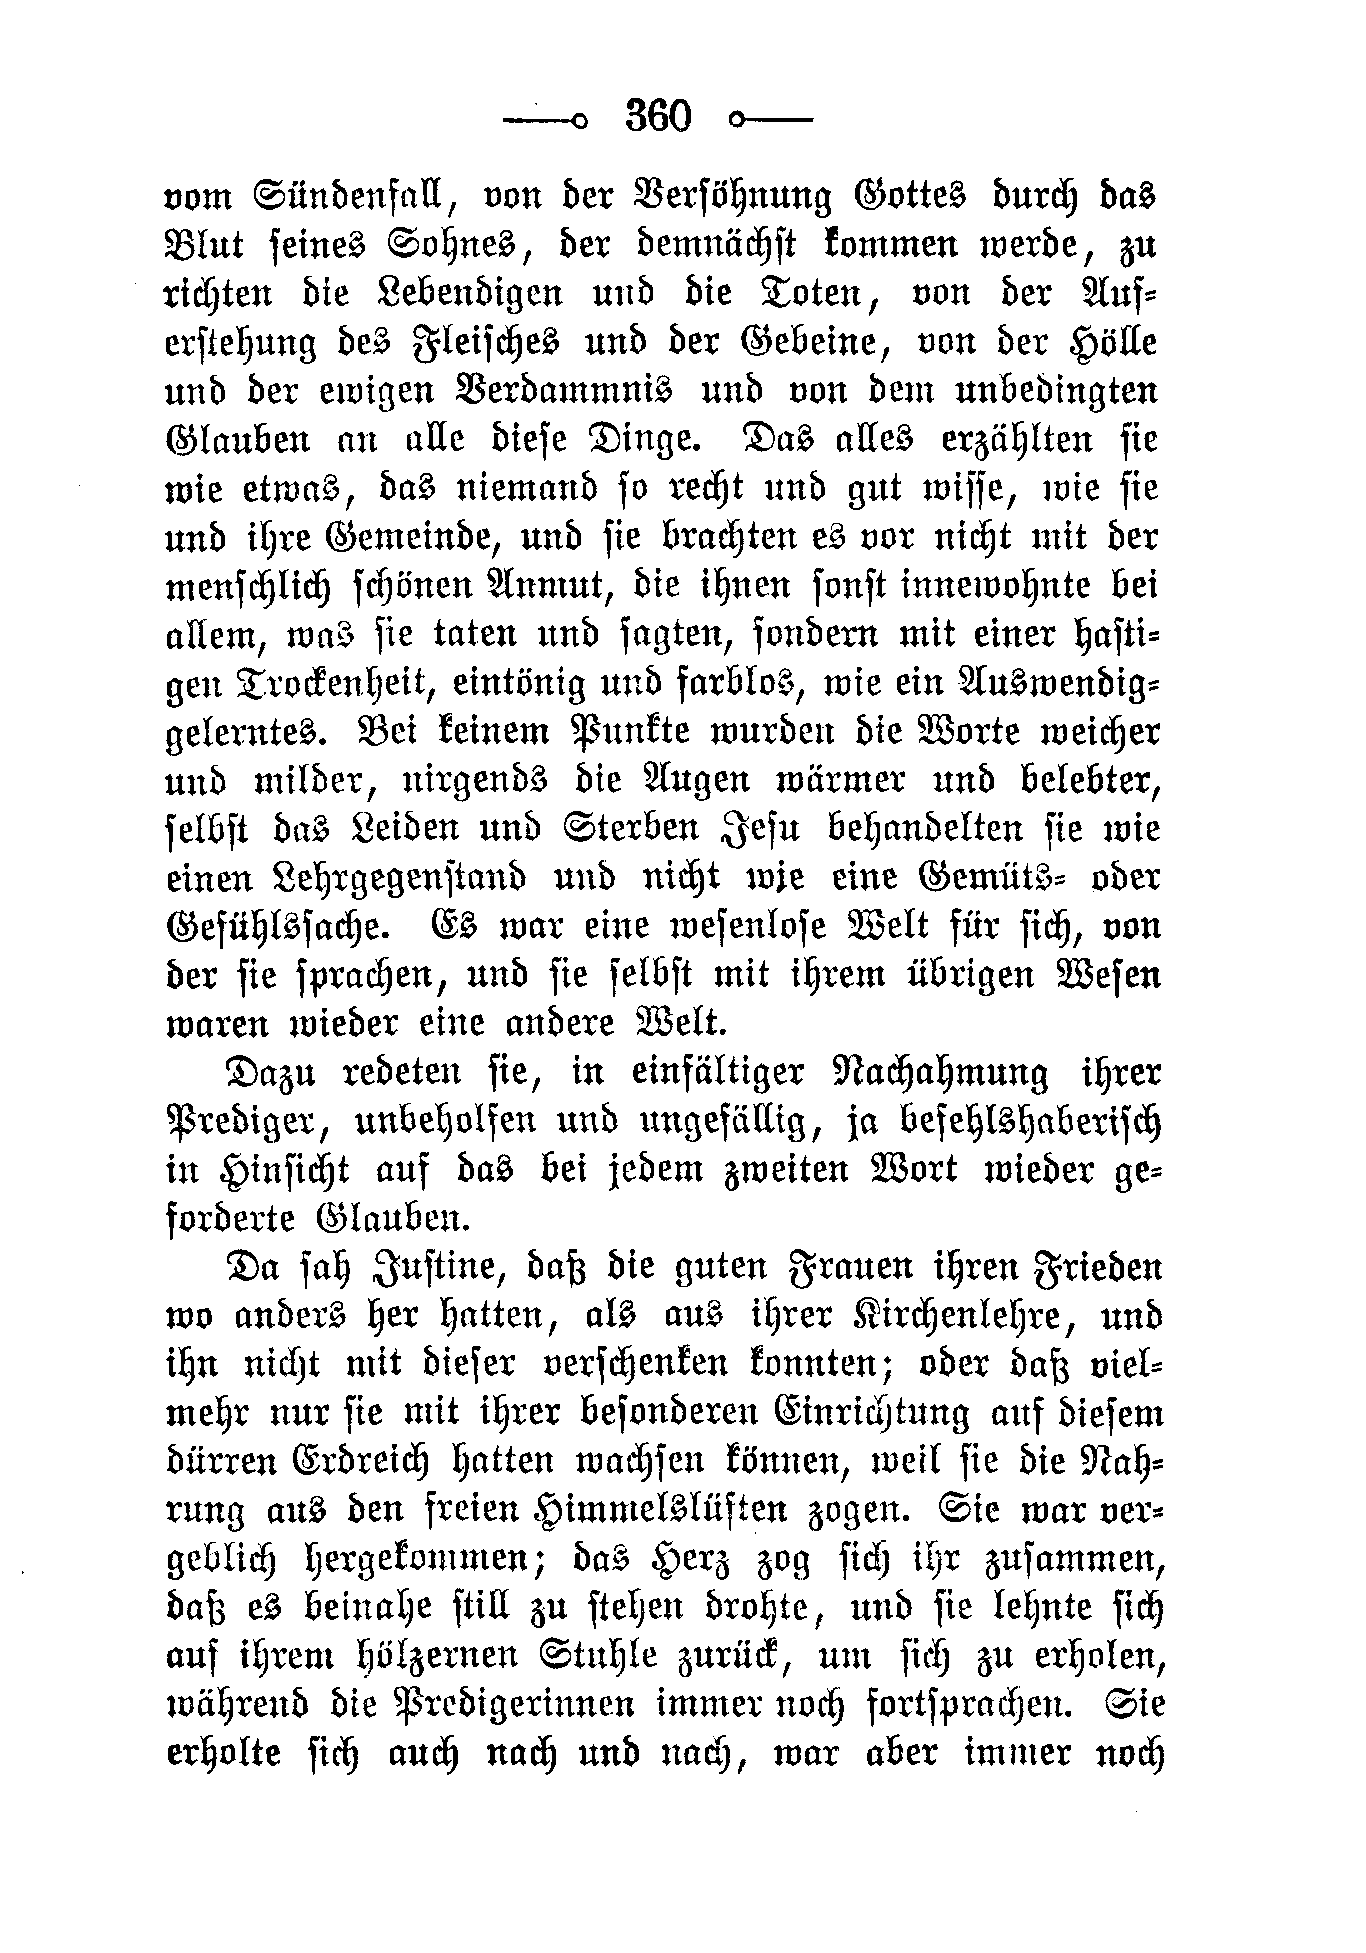 360
vom Sündenfall, von der Versöhnung Gottes durch das
Blut seines Sohnes, der demnächst kommen werde, zu
richten die Lebendigen und die Toten, von der Auf-
erstehung des Fleisches und der Gebeine, von der Hölle
und der ewigen Verdammnis und von dem unbedingten
Glauben an alle diese Dinge. Das alles erzählten sie
wie etwas, das niemand so recht und gut wisse, wie sie
und ihre Gemeinde, und sie brachten es vor nicht mit der
menschlich schönen Anmut, die ihnen sonst innewohnte bei
allem, was sie taten und sagten, sondern mit einer hasti-
gen Trockenheit, eintönig und farblos, wie ein Auswendig-
gelerntes. Bei keinem Punkte wurden die Worte weicher
und milder, nirgends die Augen wärmer und belebter,
selbst das Leiden und Sterben Jesu behandelten sie wie
einen Lehrgegenstand und nicht wie eine Gemüts- oder
Gefühlssache. Es war eine wesenlose Welt für sich, von
der sie sprachen, und sie selbst mit ihrem übrigen Wesen
waren wieder eine andere Welt.
Dazu redeten sie, in einfältiger Nachahmung ihrer
Prediger, unbeholfen und ungefällig, ja befehlshaberisch
in Hinsicht auf das bei jedem zweiten Wort wieder ge-
forderte Glauben.
Da sah Justine, daß die guten Frauen ihren Frieden
wo anders her hatten, als aus ihrer Kirchenlehre, und
ihn nicht mit dieser verschenken konnten; oder daß viel-
mehr nur sie mit ihrer besonderen Einrichtung auf diesem
dürren Erdreich hatten wachsen können, weil sie die Nah-
rung aus den freien Himmelslüften zogen. Sie war ver-
geblich hergekommen; das Herz zog sich ihr zusammen,
daß es beinahe still zu stehen drohte, und sie lehnte sich
auf ihrem hölzernen Stuhle zurück, um sich zu erholen,
während die Predigerinnen immer noch fortsprachen. Sie
erholte sich auch nach und nach, war aber immer noch